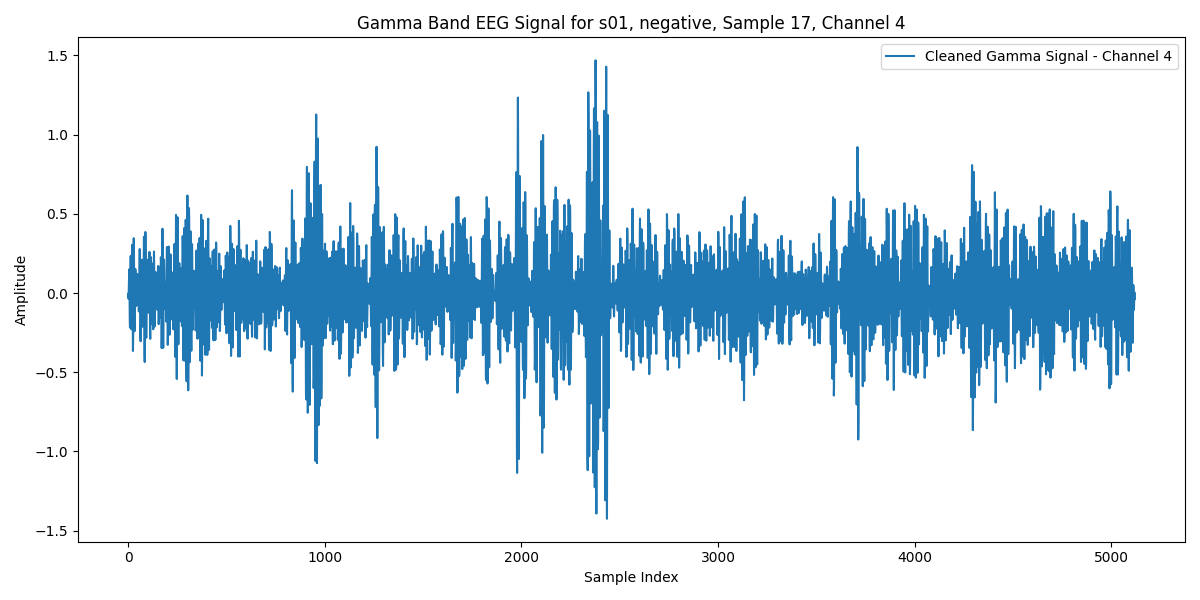 Gamma Band EEG Signal for s01, negative, Sample 17, Channel 4
Cleaned Gamma Signal - Channel 4
1.5
1.0
0.5
0.0
−0.5
−1.0
−1.5
Amplitude
0 1000 2000 3000 4000 5000
Sample Index